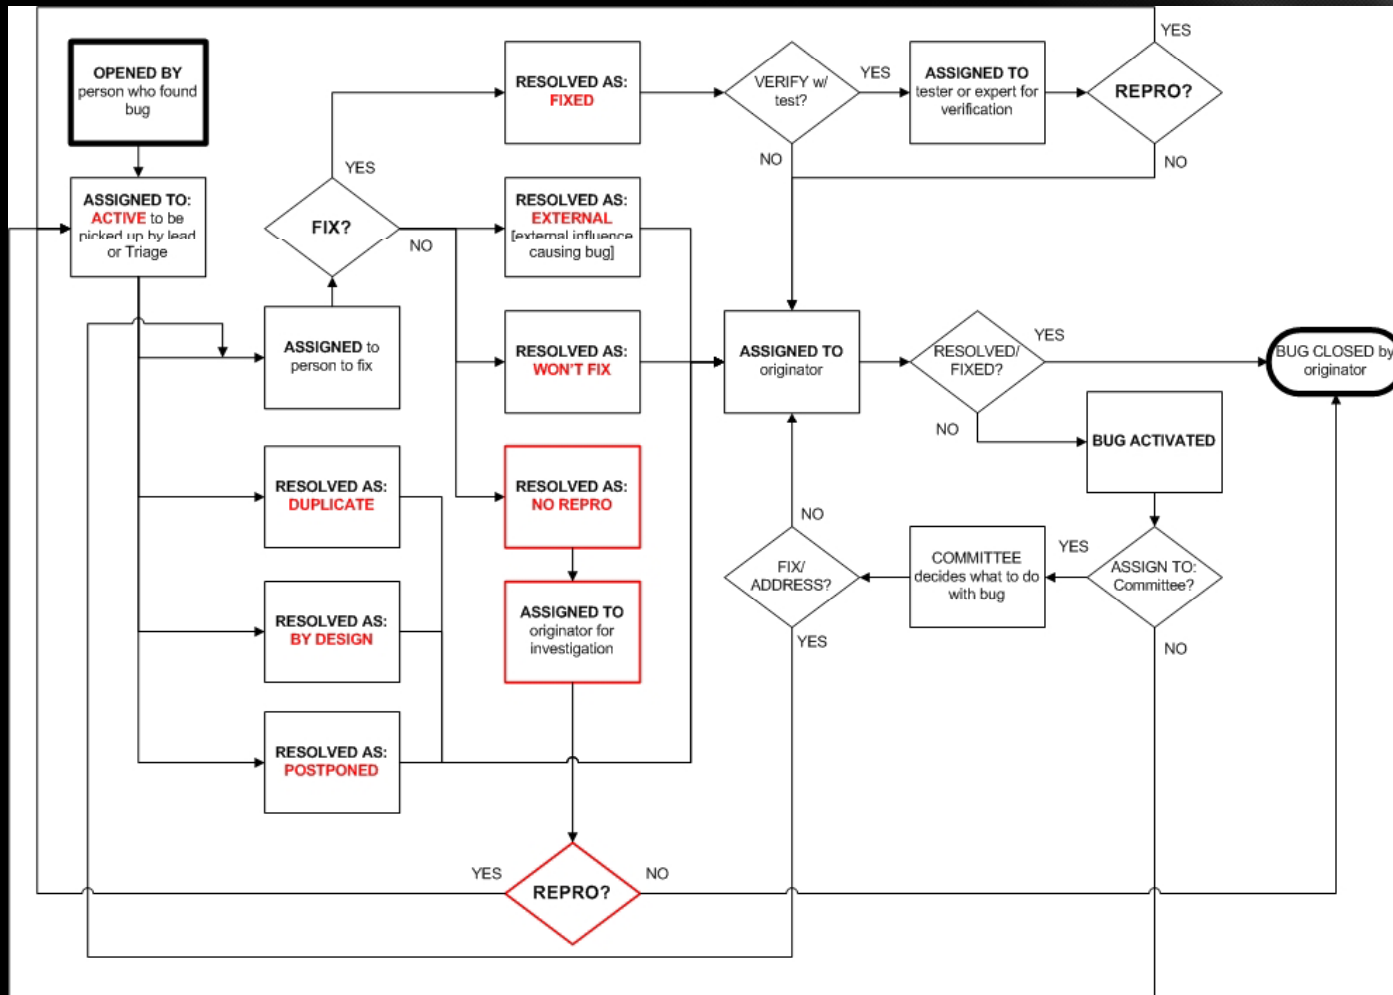 OPENED BY
person who found
bug
ASSIGNED TO:
ACTIVE to be
picked up by lead
or Triage
YES
FIX?
NO
ASSIGNED to
person to fix
RESOLVED AS:
DUPLICATE
RESOLVED AS:
BY DESIGN
RESOLVED AS:
POSTPONED
RESOLVED AS:
FIXED
RESOLVED AS:
EXTERNAL
[external influence
causing bug]
RESOLVED AS:
WON'T FIX
RESOLVED AS:
NO REPRO
ASSIGNED TO
originator for
investigation
YES
REPRO?
NO
VERIFY w/
test?
YES
NO
ASSIGNED TO
tester or expert for
verification
YES
REPRO?
NO
ASSIGNED TO
originator
RESOLVED/
FIXED?
YES
NO
BUG CLOSED by
originator
BUG ACTIVATED
ASSIGN TO:
Committee?
YES
NO
COMMITTEE
decides what to do
with bug
NO
FIX/
ADDRESS?
YES